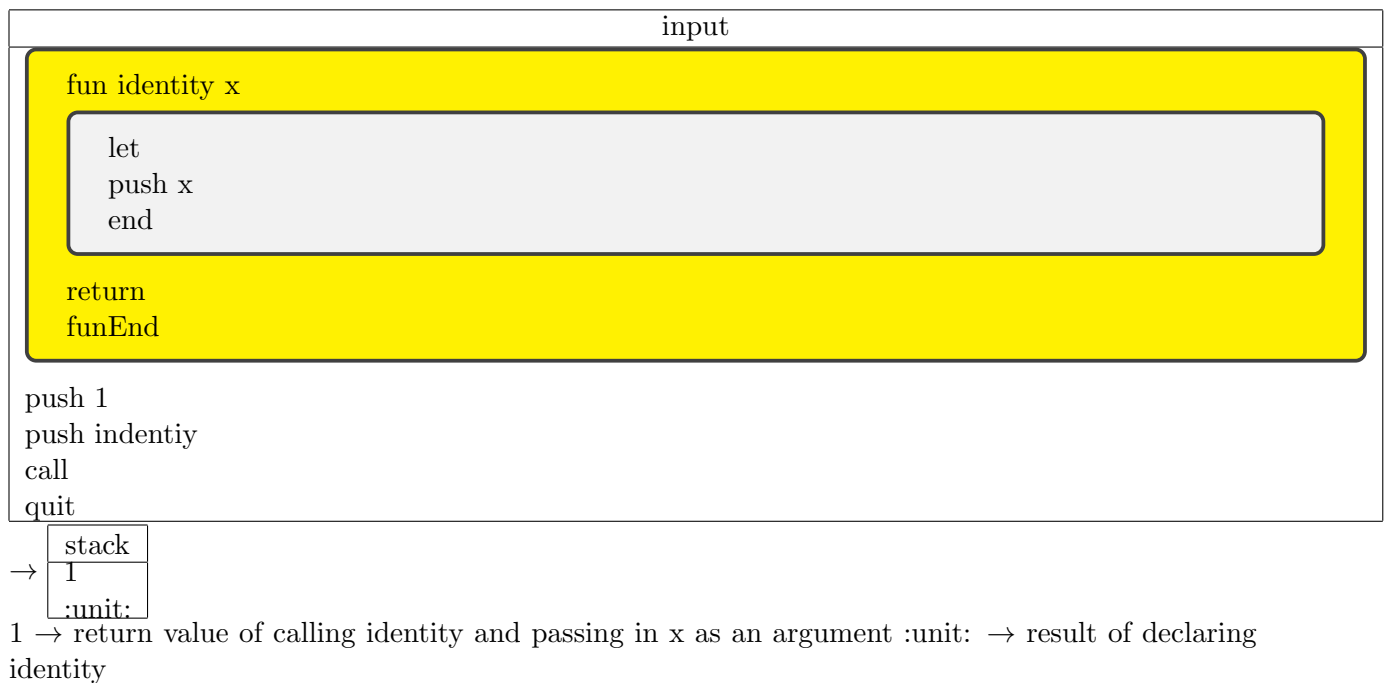 input
fun identity x
let
push x
end
return
funEnd
push 1
push indentiy
call
quit
→
stack
1
:unit:
1 → return value of calling identity and passing in x as an argument :unit: → result of declaring
identity